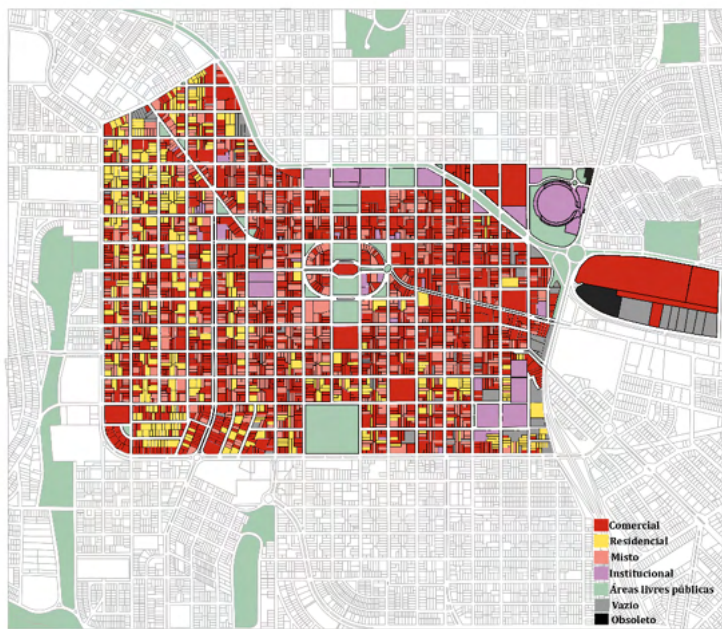 Comercial
Residencial
Misto
Institucional
Áreas livres públicas
Vazio
Obsoleto